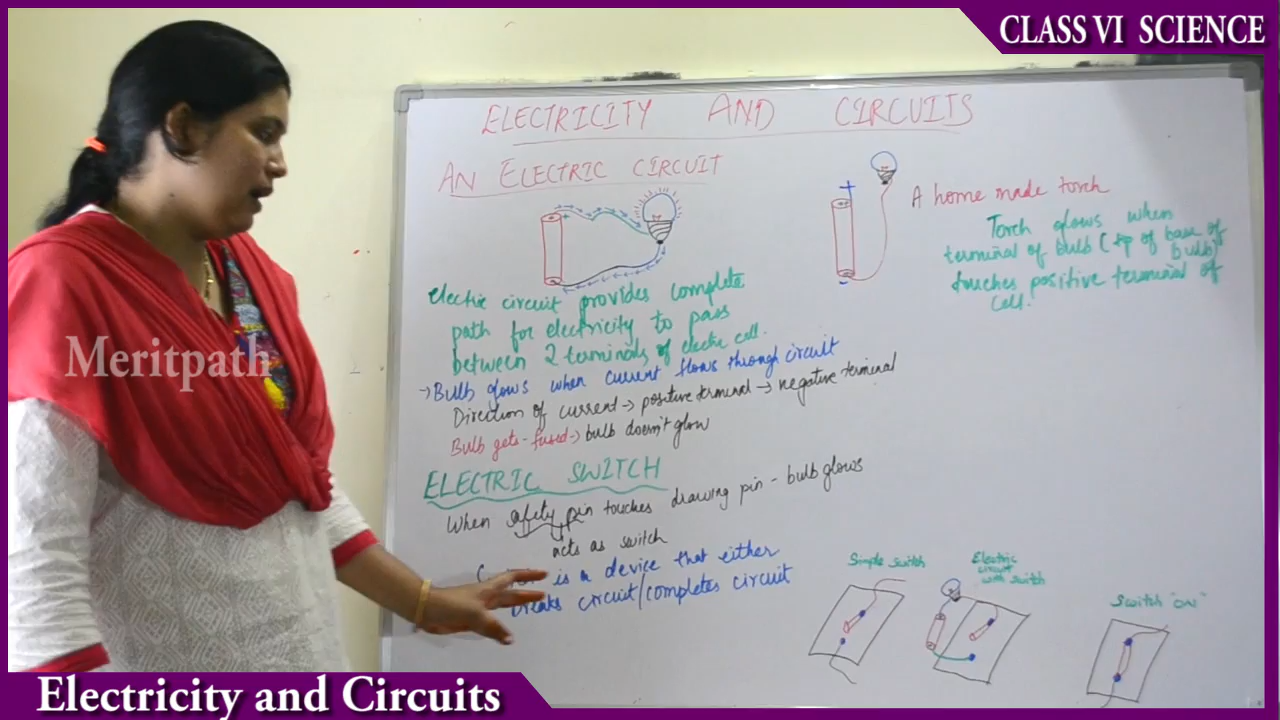 CLASS VI SCIENCE
ELECTRICITY AND CIRCUITS
AN ELECTRIC CIRCUIT
+
-
A home made torch
Torch glows when
terminal of bulb (tip of base of
bulb)
touches positive terminal of
cell.
electric circuit provides complete
path for electricity to pass
between 2 terminals of electric cell.
→ Bulb glows when current flows through circuit
Direction of current → positive terminal → negative terminal
Bulb gets-fused → bulb doesn't glow
ELECTRIC SWITCH
When safety pin touches drawing pin - bulb glows
acts as switch
is a device that either
breaks circuit/completes circuit
Simple switch
Electric
circuit
with switch
Switch "ON"
Meritpath
Electricity and Circuits